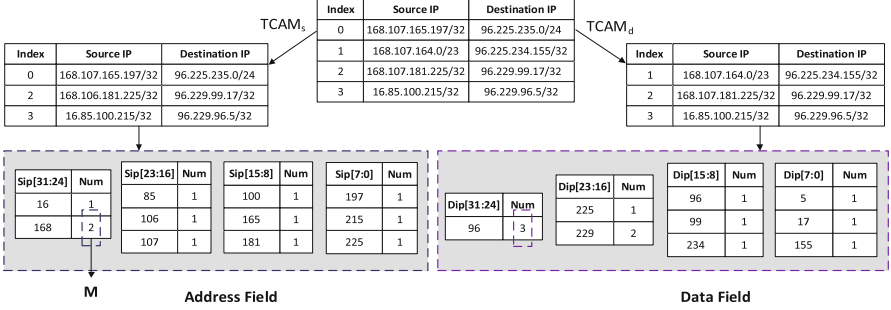 TCAMs
Index Source IP Destination IP
0 168.107.165.197/32 96.225.235.0/24
1 168.107.164.0/23 96.225.234.155/32
2 168.107.181.225/32 96.229.99.17/32
3 16.85.100.215/32 96.229.96.5/32
TCAMd
Index Source IP Destination IP
0 168.107.165.197/32 96.225.235.0/24
2 168.106.181.225/32 96.229.99.17/32
3 16.85.100.215/32 96.229.96.5/32
Index Source IP Destination IP
1 168.107.164.0/23 96.225.234.155/32
2 168.107.181.225/32 96.229.99.17/32
3 16.85.100.215/32 96.229.96.5/32
Sip[31:24] Num
16 1
168 2
Sip[23:16] Num
85 1
106 1
107 1
Sip[15:8] Num
100 1
165 1
181 1
Sip[7:0] Num
197 1
215 1
225 1
Dip[31:24] Num
96 3
Dip[23:16] Num
225 1
229 2
Dip[15:8] Num
96 1
99 1
234 1
Dip[7:0] Num
5 1
17 1
155 1
M
Address Field
Data Field